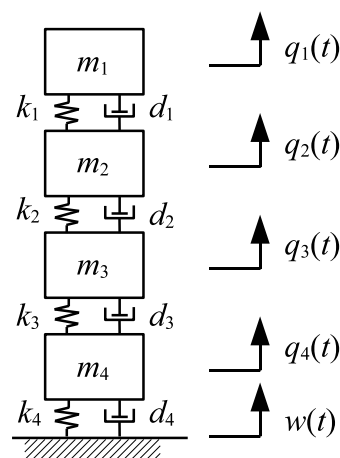 m1 q1(t)
k1 d1
m2 q2(t)
k2 d2
m3 q3(t)
k3 d3
m4 q4(t)
k4 d4 w(t)